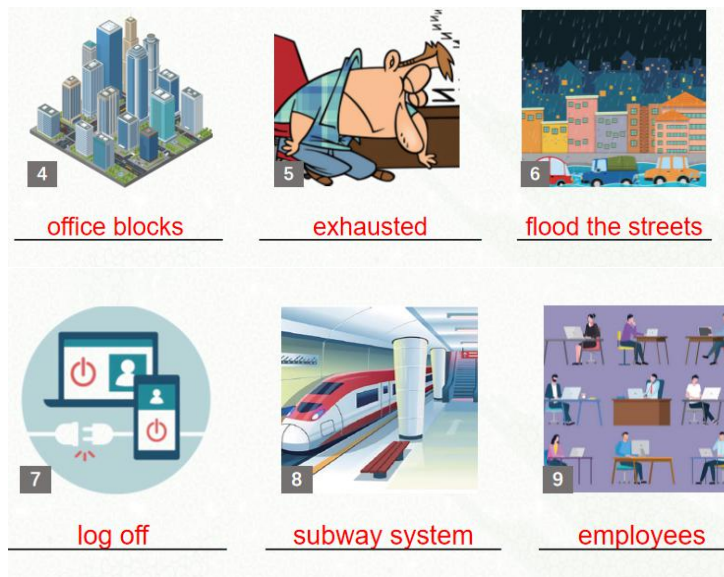 4 5 6
office blocks exhausted flood the streets
7 8 9
log off subway system employees